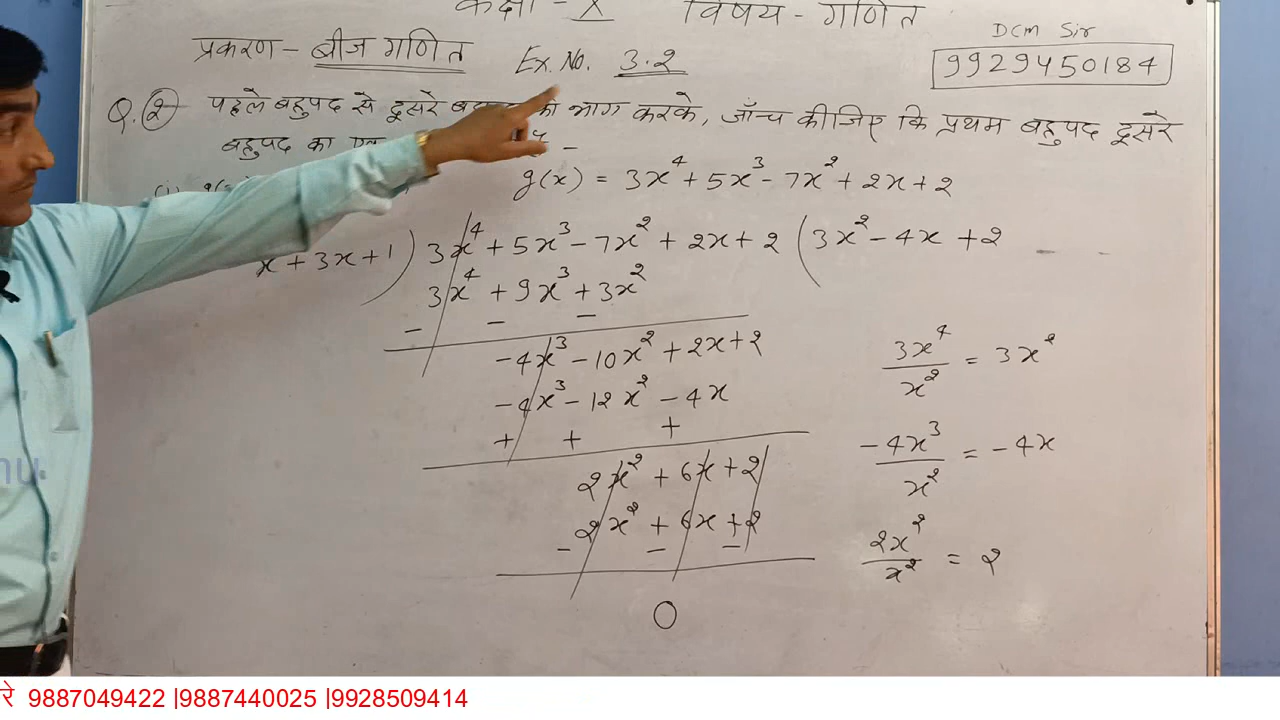 कक्षा - X विषय - गणित
DCM Sir
प्रकरण - बीज गणित Ex. No. 3.2
9929450184
Q.② पहले बहुपद से दूसरे को भाग करके, जाँच कीजिए कि प्रथम बहुपद दूसरे
बहुपद का
g(x) = 3x⁴ + 5x³ - 7x² + 2x + 2
x + 3x + 1 ) 3x⁴ + 5x³ - 7x² + 2x + 2 ( 3x² - 4x + 2
3x⁴ + 9x³ + 3x²
- - -
-4x³ - 10x² + 2x + 2
-4x³ - 12x² - 4x
+ + +
2x² + 6x + 2
2x² + 6x + 2
- - -
0
3x⁴/x² = 3x²
-4x³/x² = -4x
2x²/x² = 2
रे 9887049422 |9887440025 |9928509414